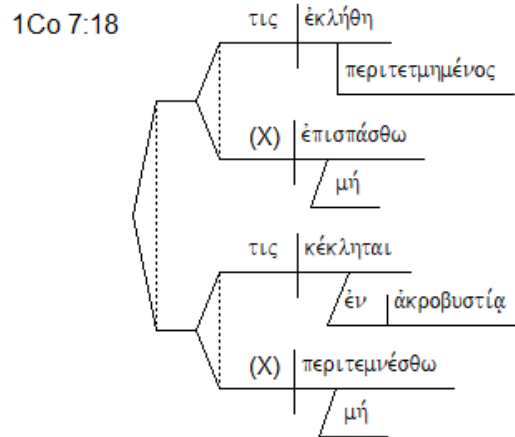 1Co 7:18
τις ἐκλήθη
περιτετμημένος
(X) ἐπισπάσθω
μή
τις κέκληται
ἐν ἀκροβυστίᾳ
(X) περιτεμνέσθω
μή